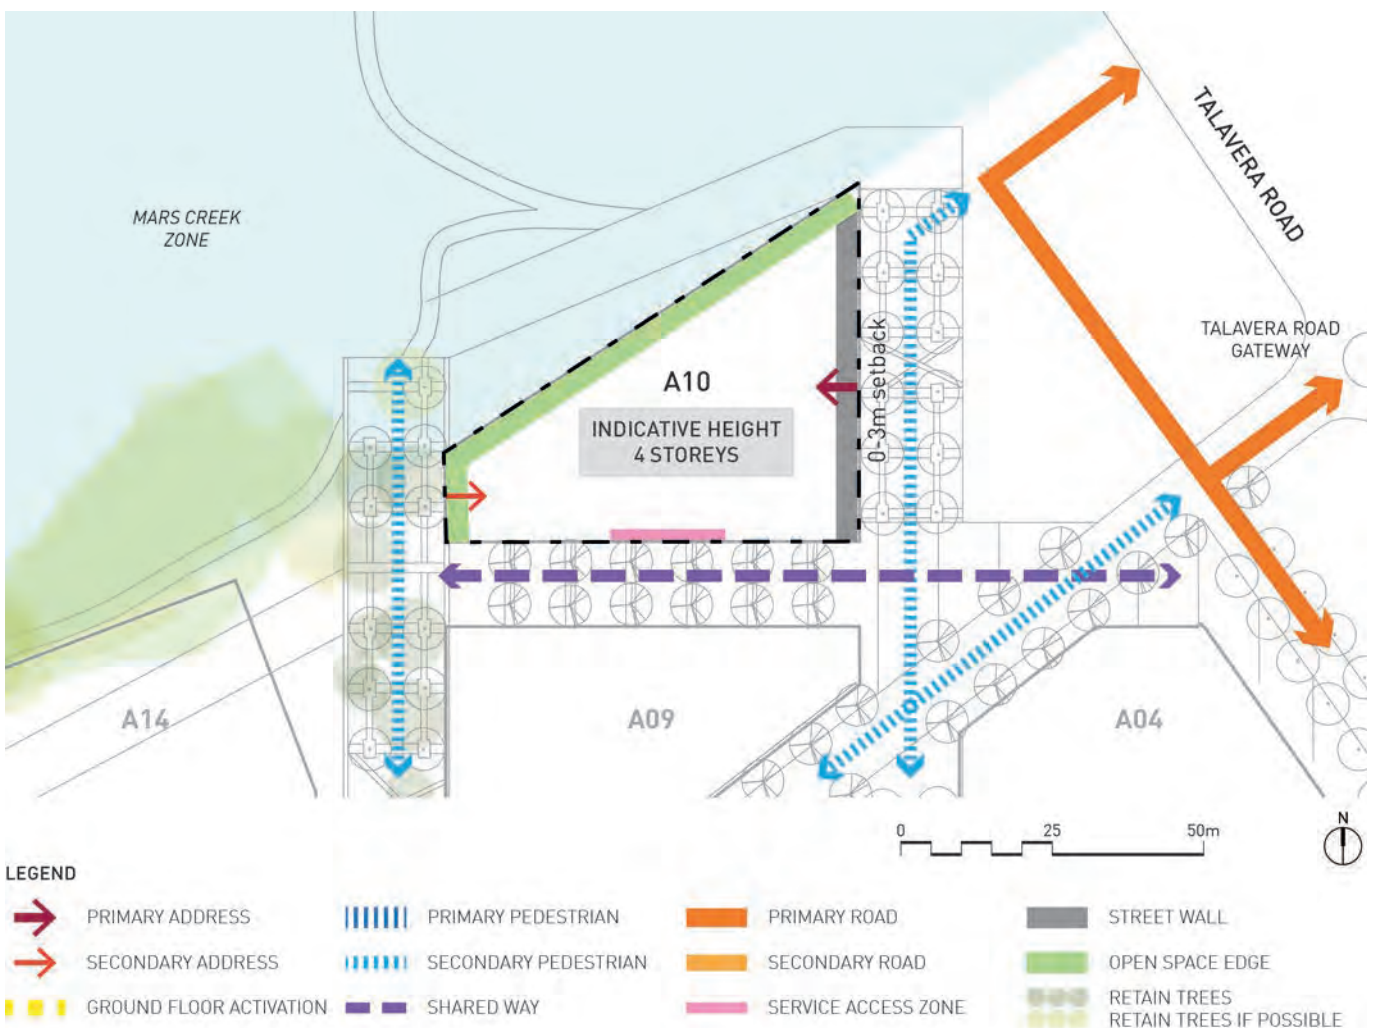 TALAVERA ROAD
MARS CREEK
ZONE
TALAVERA ROAD
GATEWAY
0-3m setback
A10
INDICATIVE HEIGHT
4 STOREYS
A14
A09
A04
0 25 50m
N
LEGEND
PRIMARY ADDRESS
SECONDARY ADDRESS
GROUND FLOOR ACTIVATION
PRIMARY PEDESTRIAN
SECONDARY PEDESTRIAN
SHARED WAY
PRIMARY ROAD
SECONDARY ROAD
SERVICE ACCESS ZONE
STREET WALL
OPEN SPACE EDGE
RETAIN TREES
RETAIN TREES IF POSSIBLE